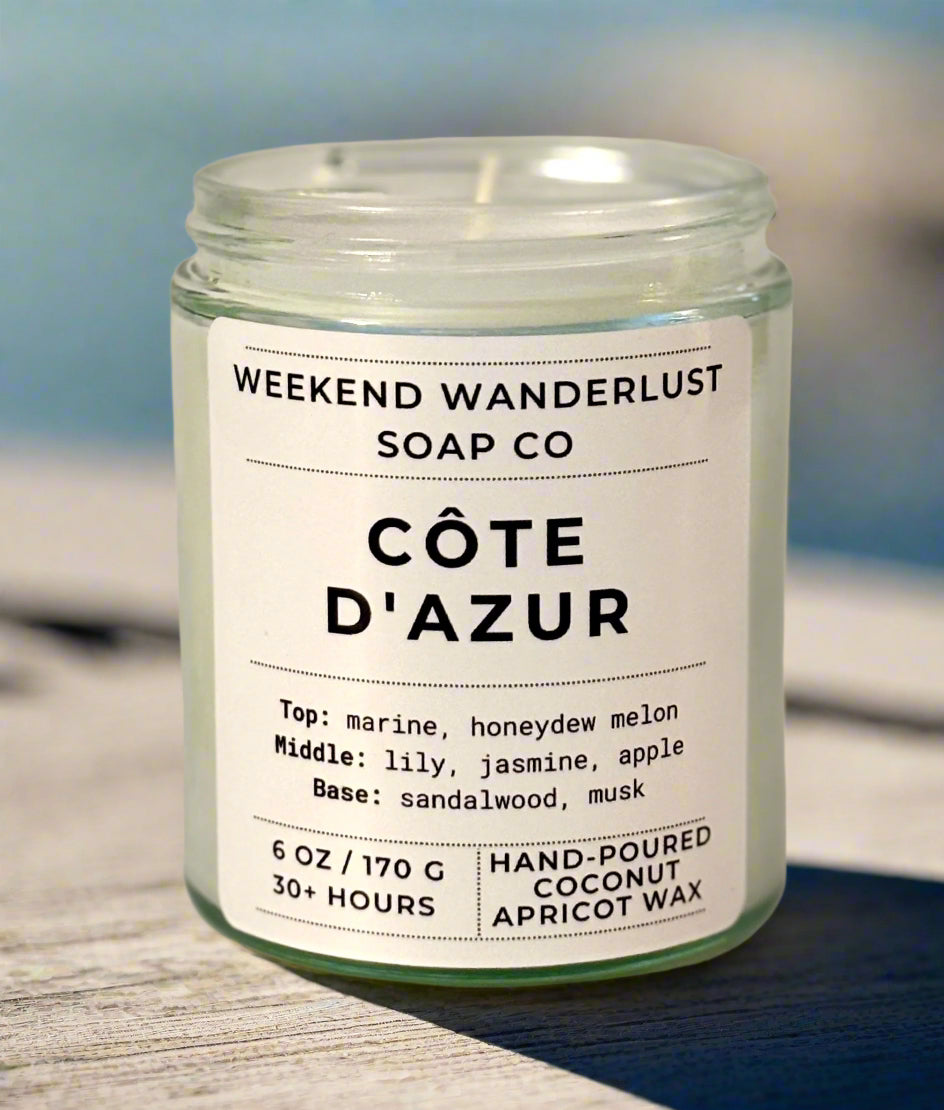 WEEKEND WANDERLUST
SOAP CO
CÔTE
D'AZUR
Top: marine, honeydew melon
Middle: lily, jasmine, apple
Base: sandalwood, musk
6 OZ / 170 G
30+ HOURS
HAND-POURED
COCONUT
APRICOT WAX